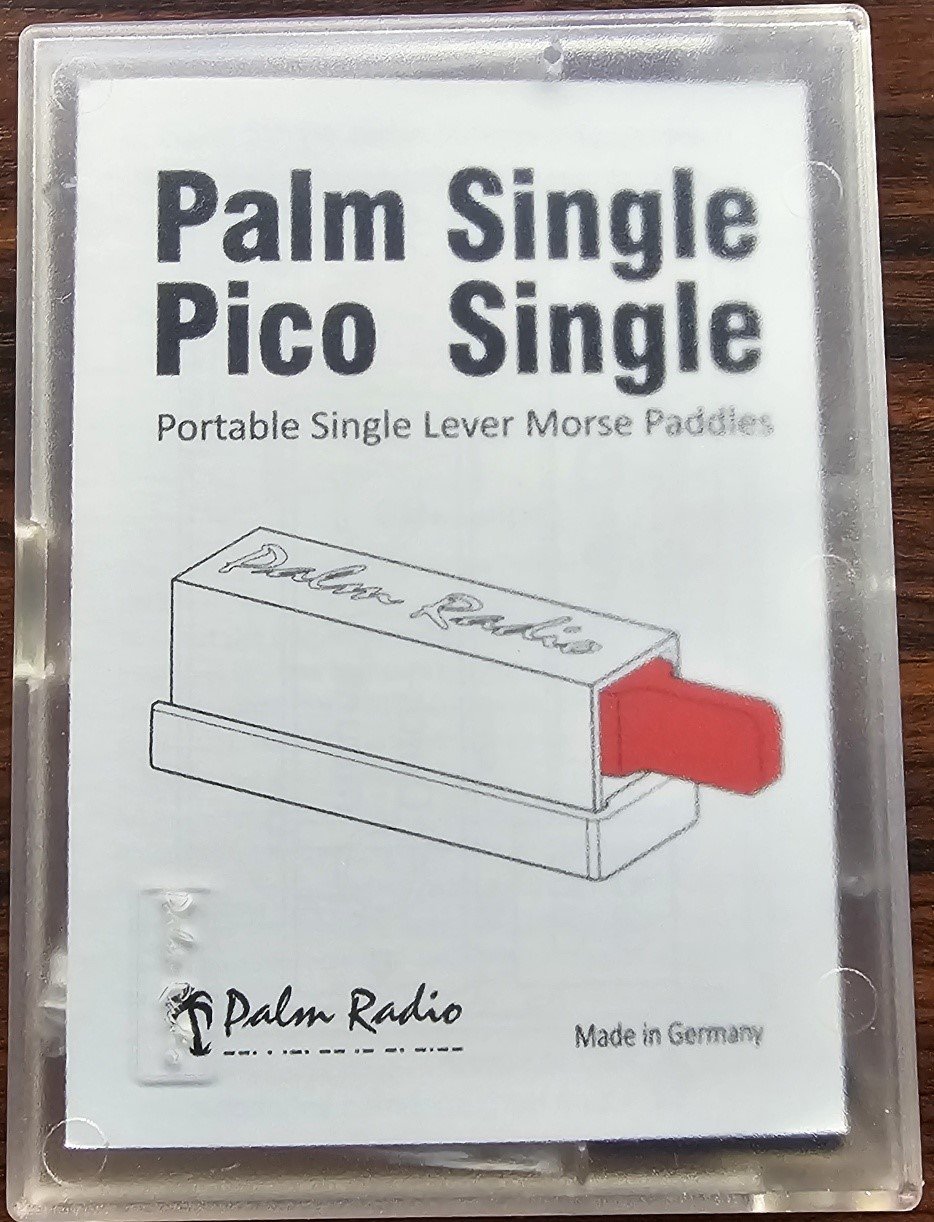 Palm Single
Pico Single
Portable Single Lever Morse Paddles
Palm Radio
Palm Radio
Made in Germany